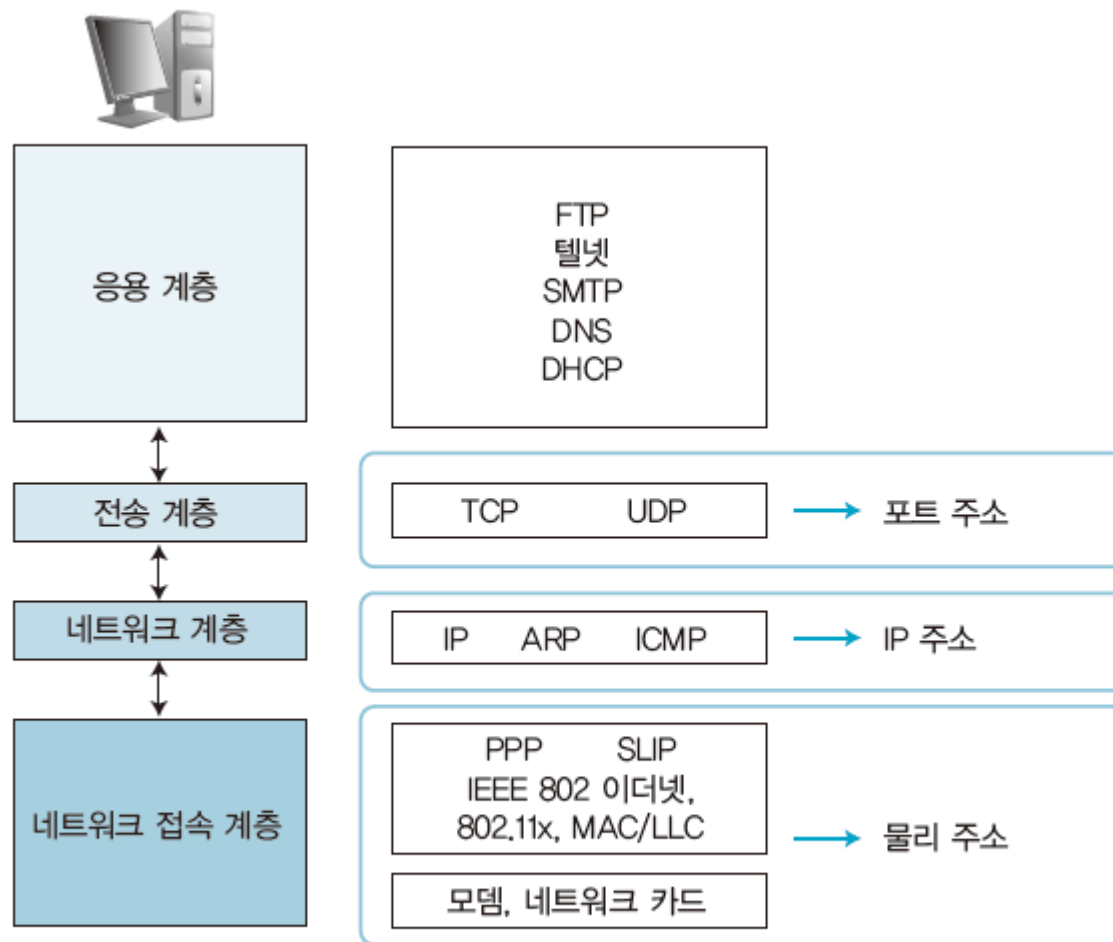 응용 계층
FTP
텔넷
SMTP
DNS
DHCP
전송 계층
TCP UDP
포트 주소
네트워크 계층
IP ARP ICMP
IP 주소
네트워크 접속 계층
PPP SLIP
IEEE 802 이더넷,
802.11x, MAC/LLC
물리 주소
모뎀, 네트워크 카드